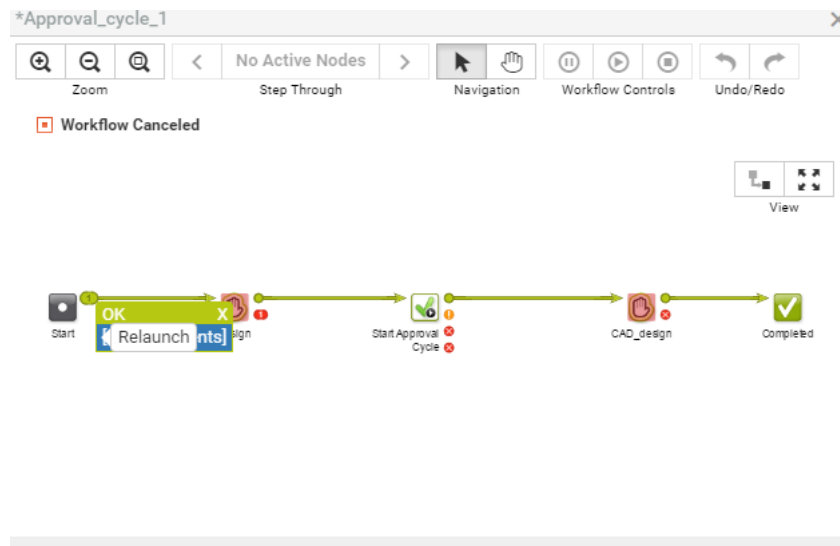 *Approval_cycle_1
No Active Nodes
Zoom
Step Through
Navigation
Workflow Controls
Undo/Redo
Workflow Canceled
View
1
OK X
[ nts]
Relaunch
1
Start
sign
Start Approval
Cycle
CAD_design
Completed